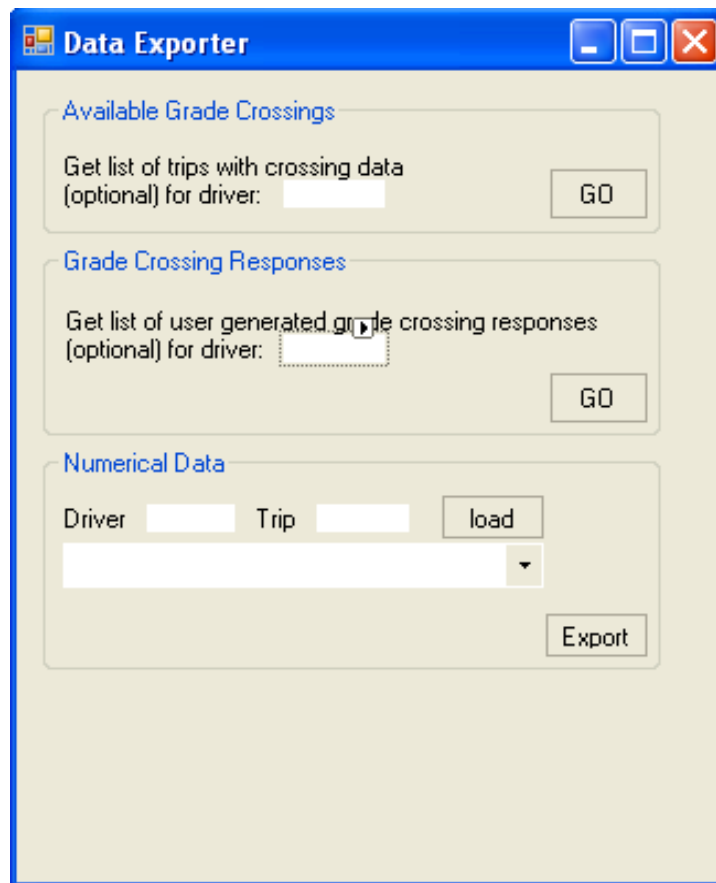 Data Exporter
Available Grade Crossings
Get list of trips with crossing data
(optional) for driver:
GO
Grade Crossing Responses
Get list of user generated grade crossing responses
(optional) for driver:
GO
Numerical Data
Driver Trip load
Export